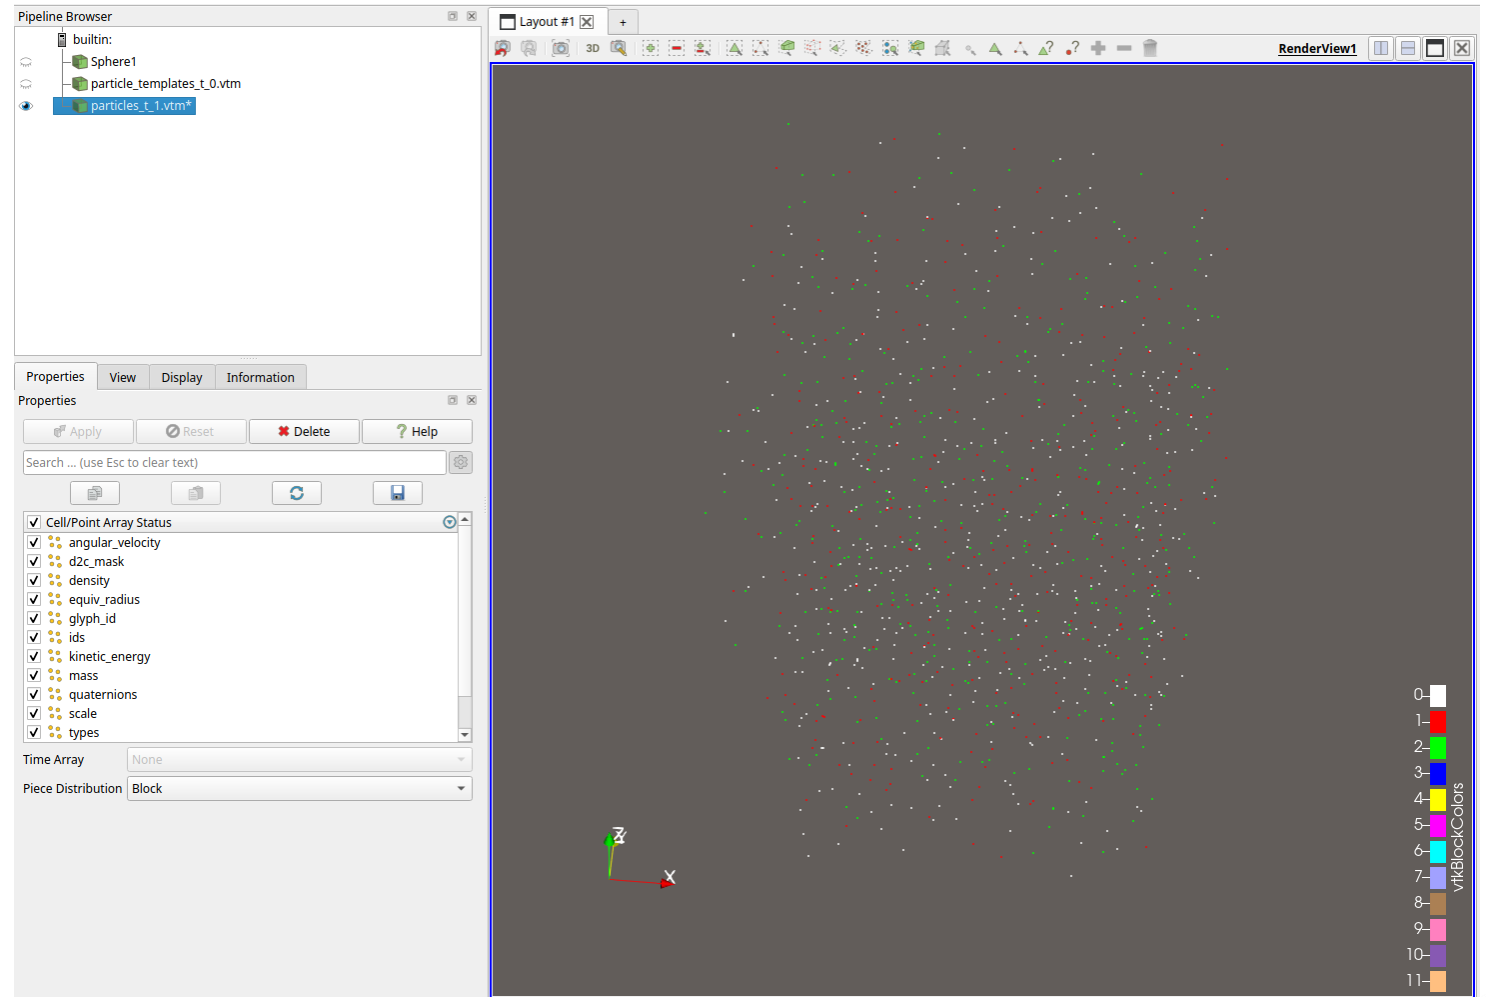 Pipeline Browser
builtin:
Sphere1
particle_templates_t_0.vtm
particles_t_1.vtm*
Properties
View
Display
Information
Properties
Apply
Reset
Delete
Help
Search ... (use Esc to clear text)
Cell/Point Array Status
angular_velocity
d2c_mask
density
equiv_radius
glyph_id
ids
kinetic_energy
mass
quaternions
scale
types
Time Array
None
Piece Distribution
Block
Layout #1
+
3D
RenderView1
Z
Y
X
0
1
2
3
4
5
6
7
8
9
10
11
vtkBlockColors